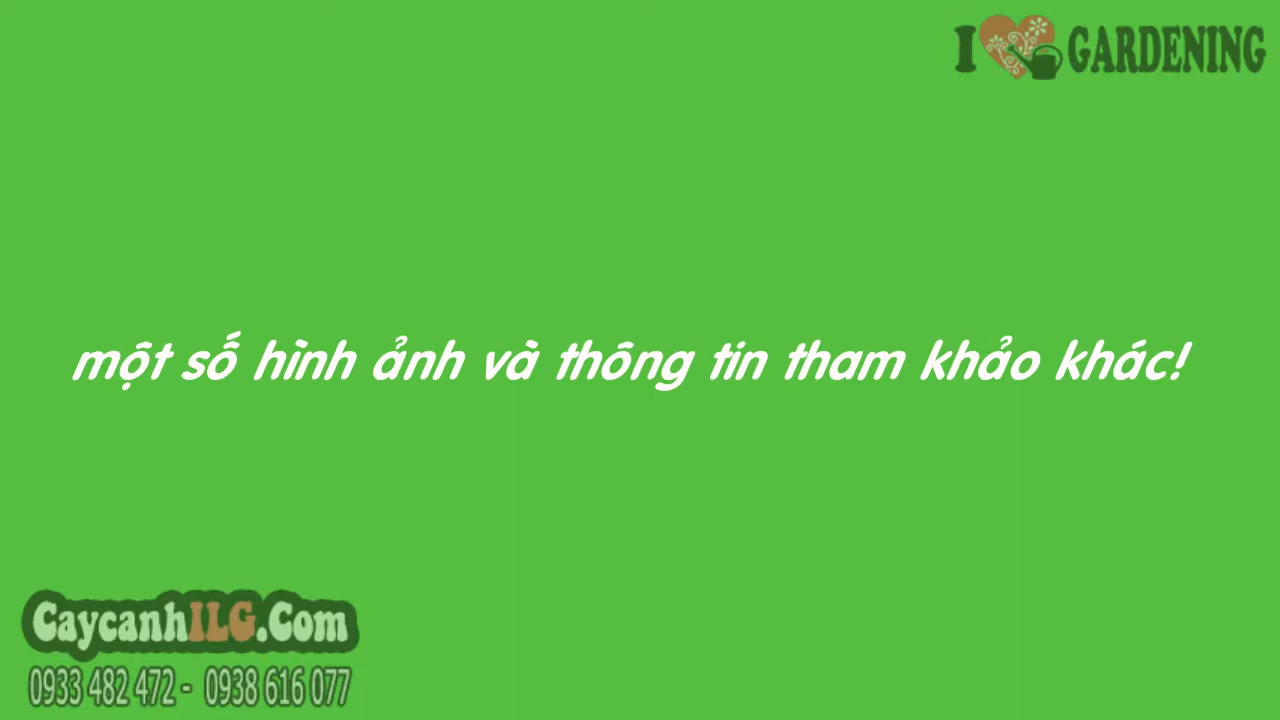 I GARDENING
một số hình ảnh và thông tin tham khảo khác!
CaycanhILG.Com
0933 482 472 - 0938 616 077